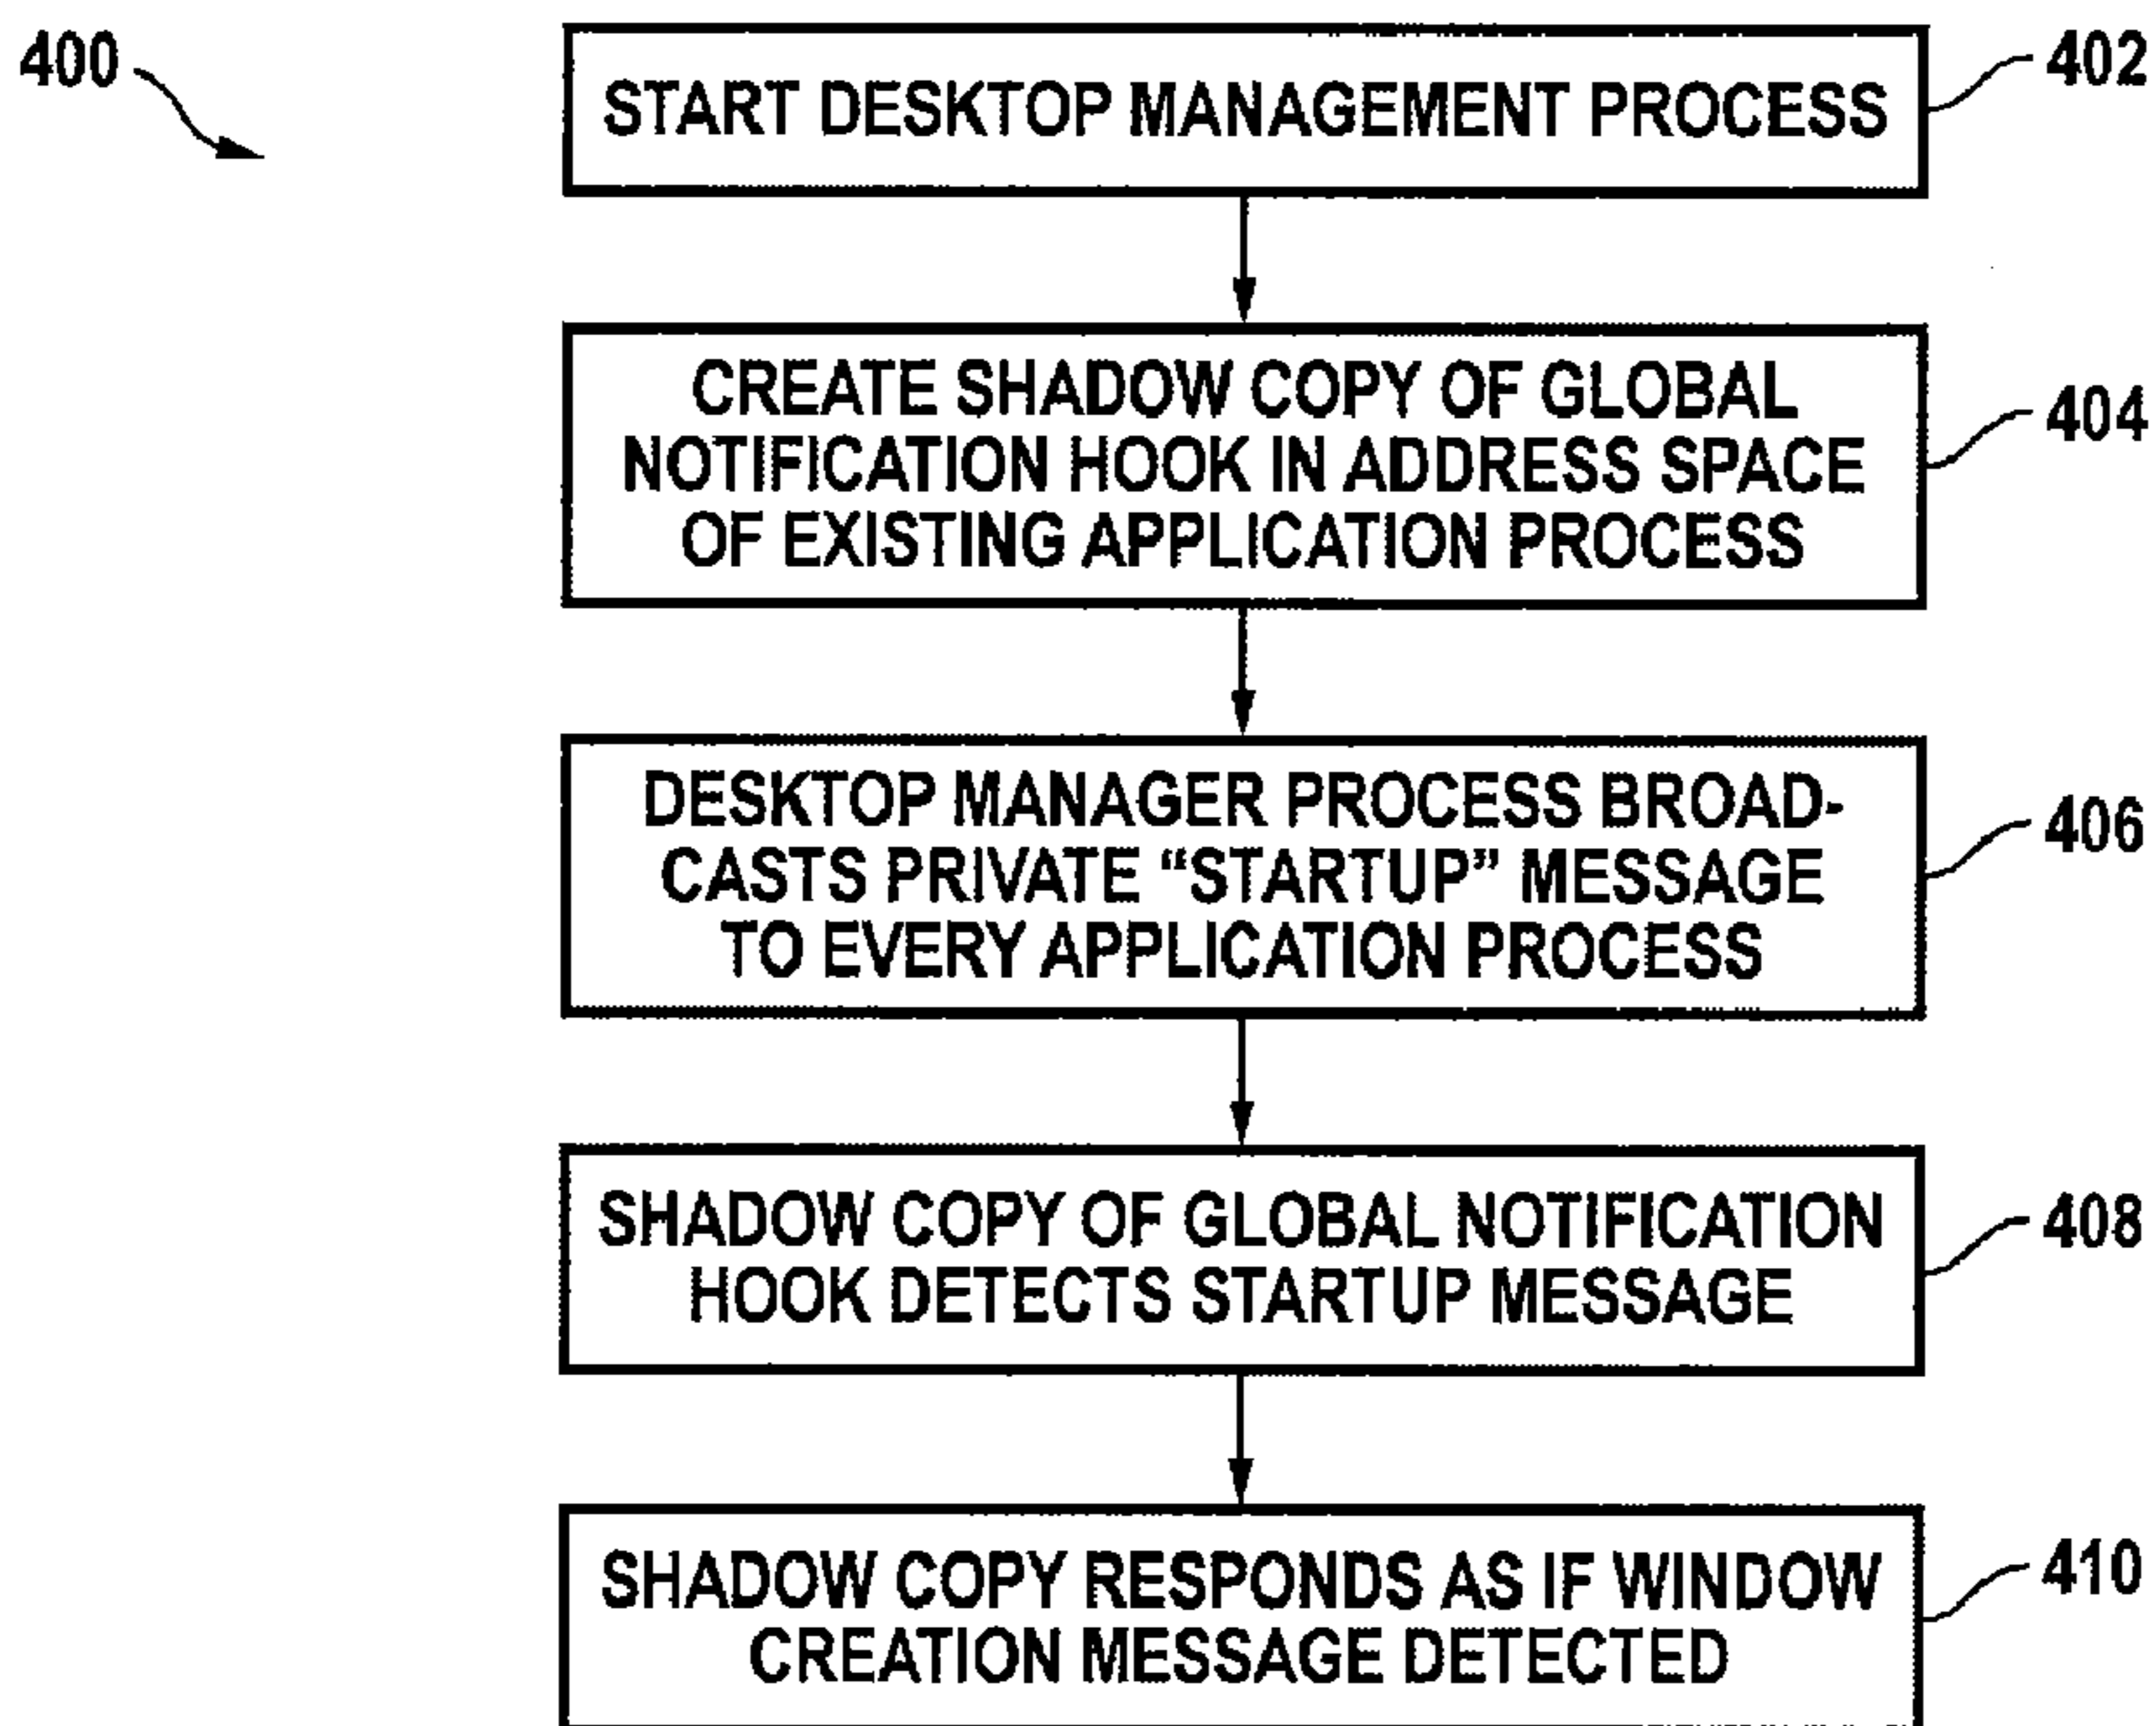 400
402
START DESKTOP MANAGEMENT PROCESS
CREATE SHADOW COPY OF GLOBAL
NOTIFICATION HOOK IN ADDRESS SPACE
OF EXISTING APPLICATION PROCESS
404
DESKTOP MANAGER PROCESS BROAD-
CASTS PRIVATE “STARTUP” MESSAGE
TO EVERY APPLICATION PROCESS
406
SHADOW COPY OF GLOBAL NOTIFICATION
HOOK DETECTS STARTUP MESSAGE
408
SHADOW COPY RESPONDS AS IF WINDOW
CREATION MESSAGE DETECTED
410